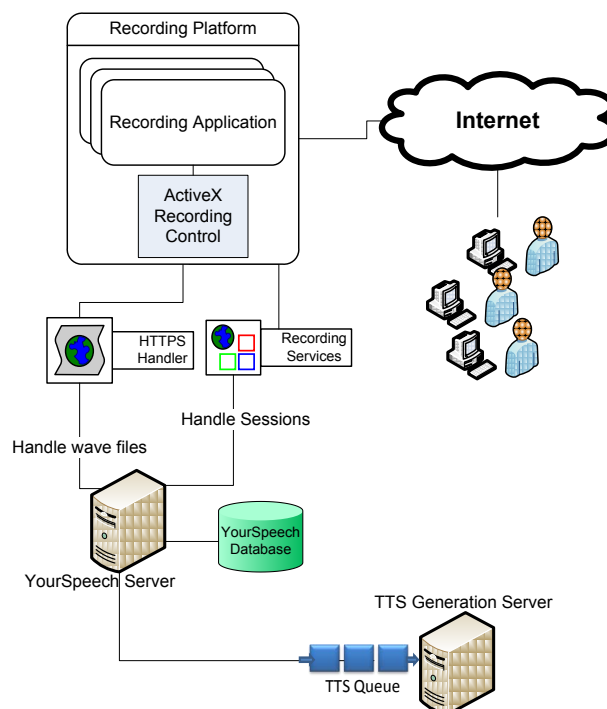 Recording Platform
Recording Application
Internet
ActiveX
Recording
Control
HTTPS
Handler
Recording
Services
Handle Sessions
Handle wave files
YourSpeech
Database
YourSpeech Server
TTS Generation Server
TTS Queue